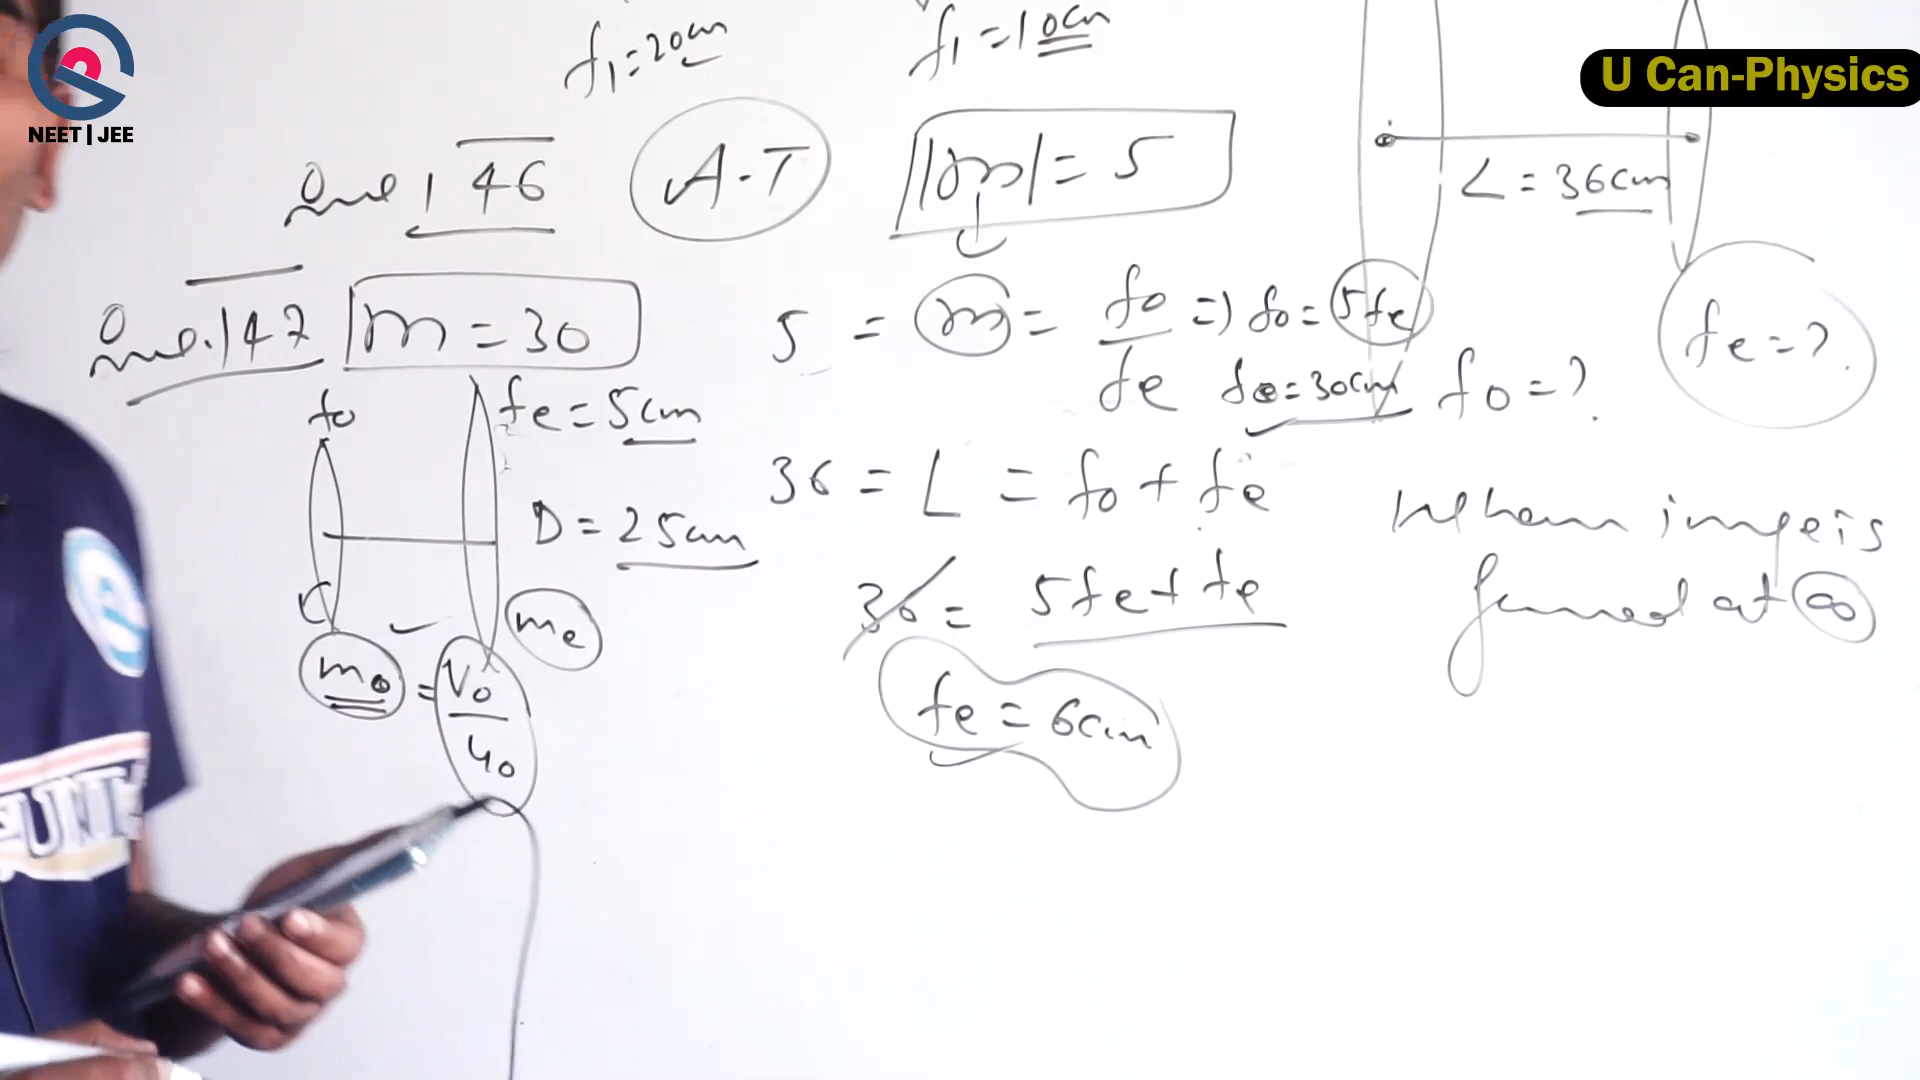 NEET | JEE
U Can-Physics
f₁ = 20cm
f₁ = 10cm
Que 146
A.T
|m| = 5
L = 36cm
5 = m = fo/fe => fo = 5fe
fo = 30cm
fo = ?
fe = ?
36 = L = fo + fe
36 = 5fe + fe
fe = 6cm
When image is
formed at ∞
Que. 147
m = 30
fo
fe = 5cm
D = 25cm
me
mo = Vo/uo